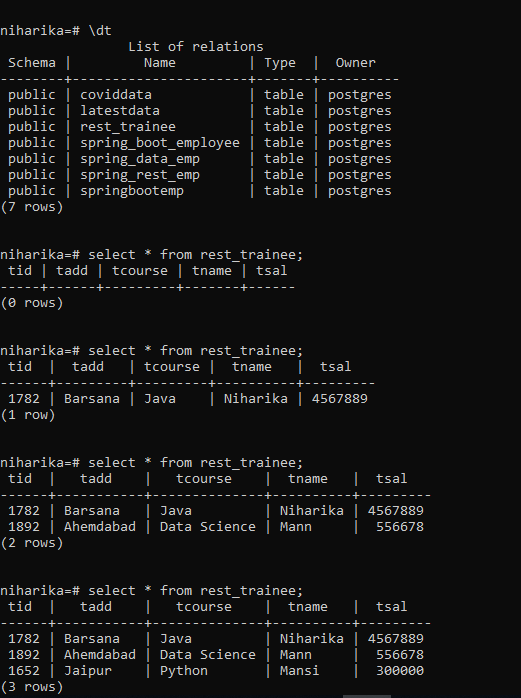 niharika=# \dt
                List of relations
 Schema |         Name         | Type  |  Owner
--------+----------------------+-------+----------
 public | coviddata            | table | postgres
 public | latestdata           | table | postgres
 public | rest_trainee         | table | postgres
 public | spring_boot_employee | table | postgres
 public | spring_data_emp      | table | postgres
 public | spring_rest_emp      | table | postgres
 public | springbootemp        | table | postgres
(7 rows)
niharika=# select * from rest_trainee;
 tid | tadd | tcourse | tname | tsal
-----+------+---------+-------+------
(0 rows)
niharika=# select * from rest_trainee;
 tid  |  tadd   | tcourse |  tname   |  tsal
------+---------+---------+----------+---------
 1782 | Barsana | Java    | Niharika | 4567889
(1 row)
niharika=# select * from rest_trainee;
 tid  |   tadd    |   tcourse    |  tname   |  tsal
------+-----------+--------------+----------+---------
 1782 | Barsana   | Java         | Niharika | 4567889
 1892 | Ahemdabad | Data Science | Mann     |  556678
(2 rows)
niharika=# select * from rest_trainee;
 tid  |   tadd    |   tcourse    |  tname   |  tsal
------+-----------+--------------+----------+---------
 1782 | Barsana   | Java         | Niharika | 4567889
 1892 | Ahemdabad | Data Science | Mann     |  556678
 1652 | Jaipur    | Python       | Mansi    |  300000
(3 rows)